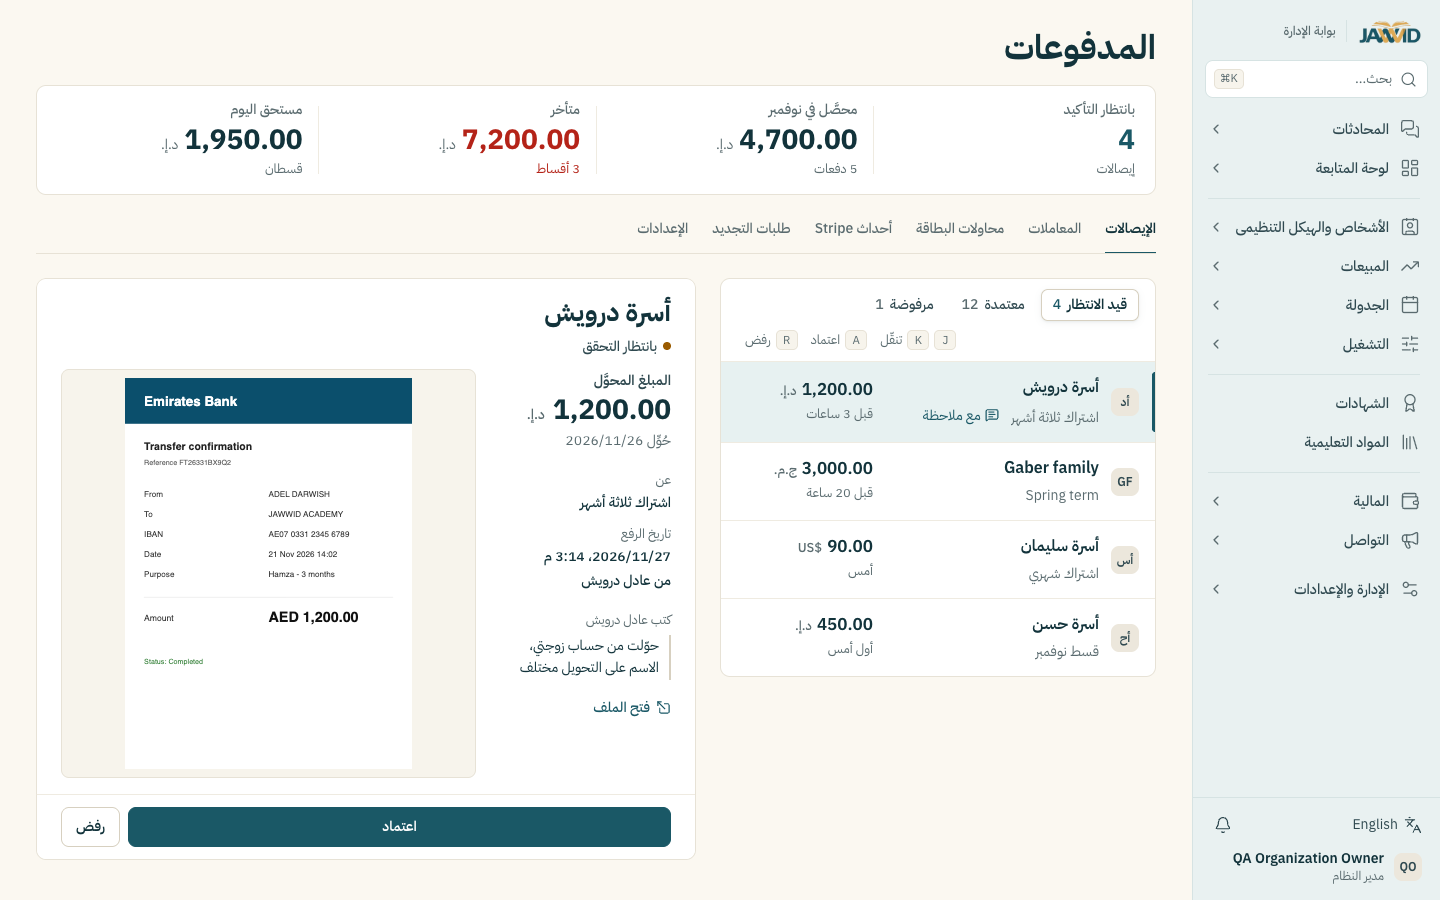 JAWWID
بوابة الإدارة
بحث...
⌘K
المحادثات
لوحة المتابعة
الأشخاص والهيكل التنظيمي
المبيعات
الجدولة
التشغيل
الشهادات
المواد التعليمية
المالية
التواصل
الإدارة والإعدادات
English
QO
QA Organization Owner
مدير النظام
المدفوعات
بانتظار التأكيد
4
إيصالات
محصَّل في نوفمبر
4,700.00 د.إ.
5 دفعات
متأخر
7,200.00 د.إ.
3 أقساط
مستحق اليوم
1,950.00 د.إ.
قسطان
الإيصالات
المعاملات
محاولات البطاقة
أحداث Stripe
طلبات التجديد
الإعدادات
قيد الانتظار 4
معتمدة 12
مرفوضة 1
J K تنقّل
A اعتماد
R رفض
أد
أسرة درويش
1,200.00 د.إ.
اشتراك ثلاثة أشهر
مع ملاحظة
قبل 3 ساعات
GF
Gaber family
3,000.00 ج.م.
Spring term
قبل 20 ساعة
أس
أسرة سليمان
US$ 90.00
اشتراك شهري
أمس
أح
أسرة حسن
450.00 د.إ.
قسط نوفمبر
أول أمس
أسرة درويش
بانتظار التحقق
المبلغ المحوَّل
1,200.00 د.إ.
حُوِّل 2026/11/26
عن
اشتراك ثلاثة أشهر
تاريخ الرفع
2026/11/27، 3:14 م
من عادل درويش
كتب عادل درويش
حوّلت من حساب زوجتي،
الاسم على التحويل مختلف
فتح الملف
Emirates Bank
Transfer confirmation
Reference FT26331BX9Q2
From ADEL DARWISH
To JAWWID ACADEMY
IBAN AE07 0331 2345 6789
Date 21 Nov 2026 14:02
Purpose Hamza - 3 months
Amount AED 1,200.00
Status: Completed
اعتماد
رفض